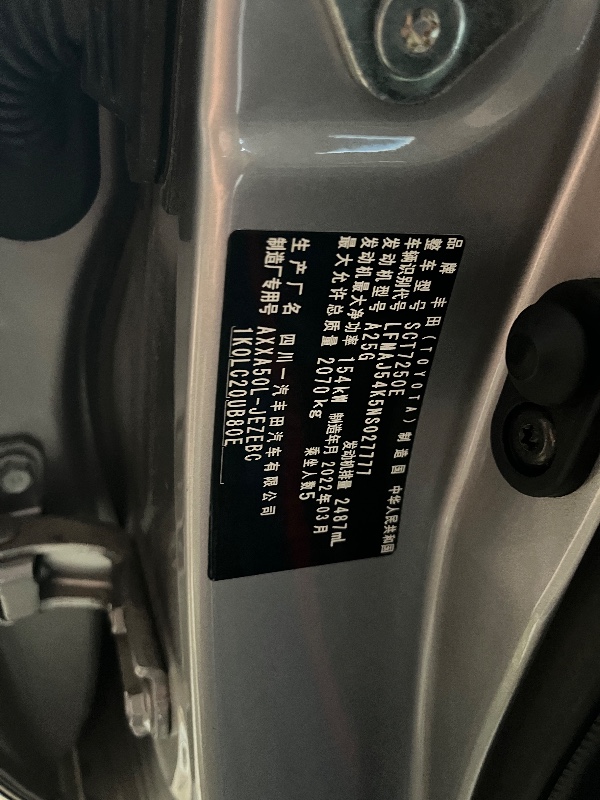 品牌 丰田(TOYOTA) 制造国 中华人民共和国
整车型号 SCT7250E
车辆识别代号 LFMAJ54K5NS027777
发动机型号 A25G 发动机排量 2487mL
发动机最大净功率 154kW 制造年月 2022年03月
最大允许总质量 2070kg 乘坐人数 5
生产厂名 四川一汽丰田汽车有限公司
制造厂专用号 AXXA50L-JEZEBC
1K0LC20UB80E